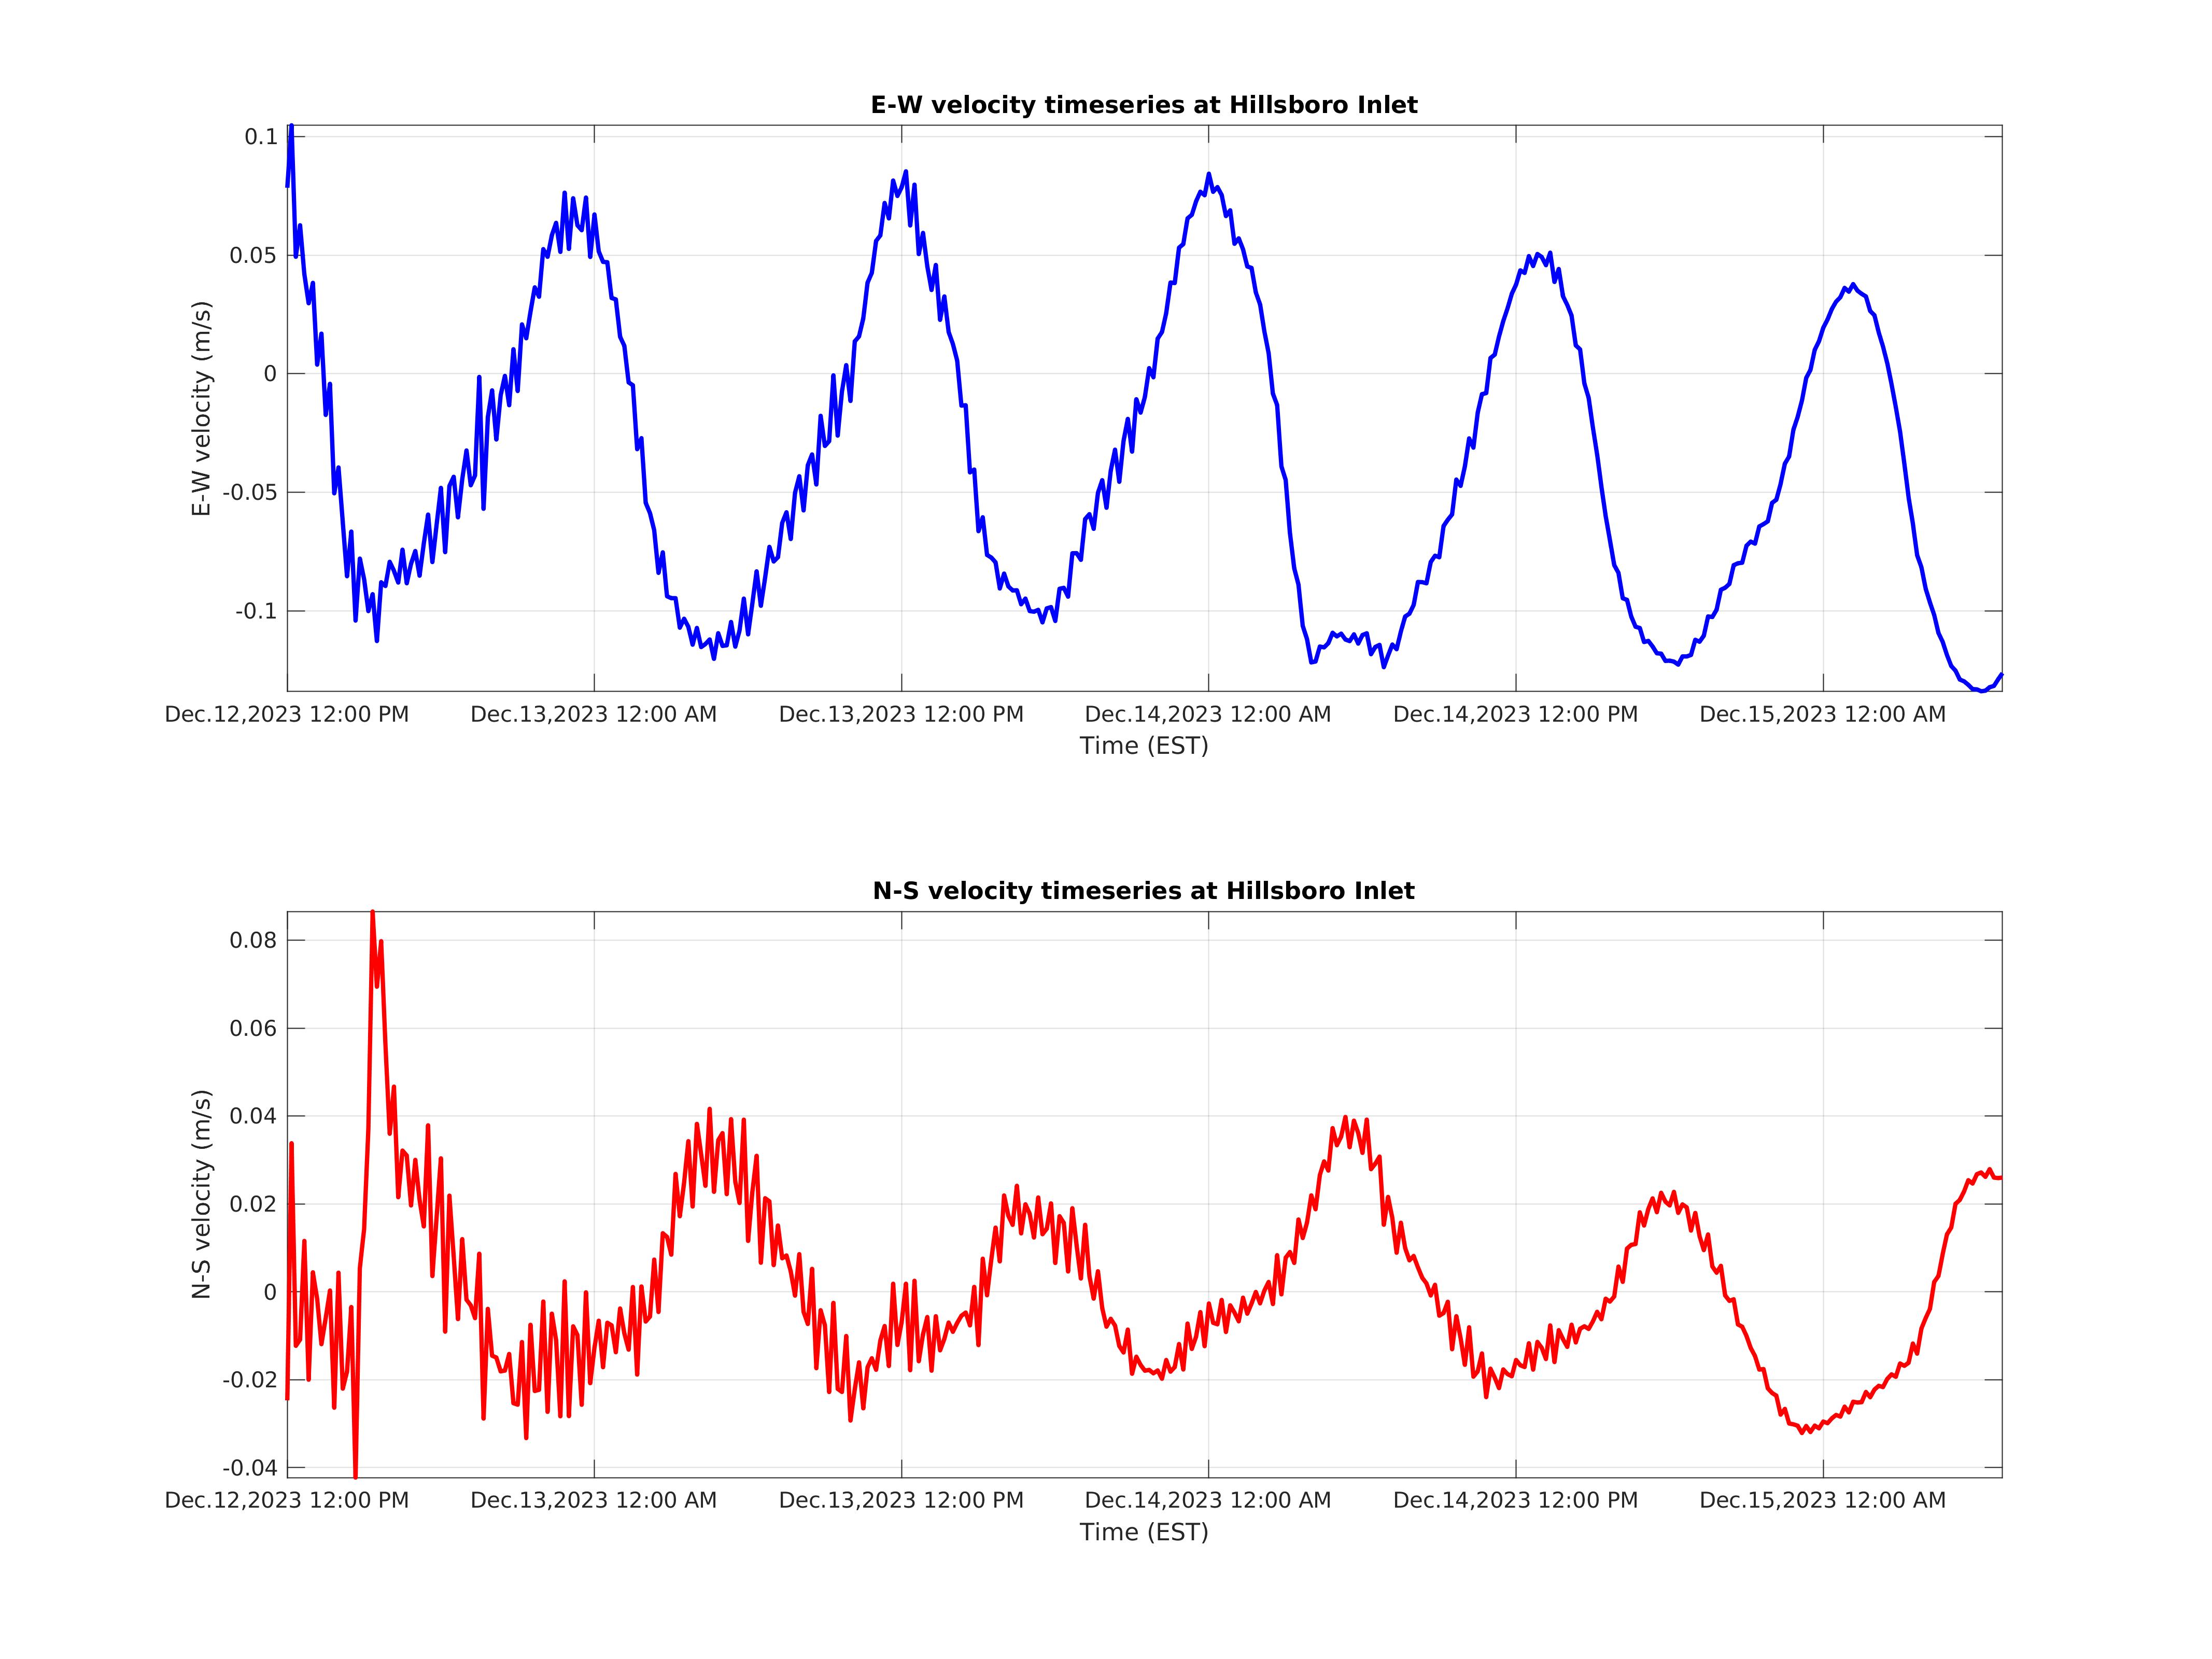 E-W velocity timeseries at Hillsboro Inlet
0.1
0.05
0
-0.05
-0.1
E-W velocity (m/s)
Dec.12,2023 12:00 PM Dec.13,2023 12:00 AM Dec.13,2023 12:00 PM Dec.14,2023 12:00 AM Dec.14,2023 12:00 PM Dec.15,2023 12:00 AM
Time (EST)
N-S velocity timeseries at Hillsboro Inlet
0.08
0.06
0.04
0.02
0
-0.02
-0.04
N-S velocity (m/s)
Dec.12,2023 12:00 PM Dec.13,2023 12:00 AM Dec.13,2023 12:00 PM Dec.14,2023 12:00 AM Dec.14,2023 12:00 PM Dec.15,2023 12:00 AM
Time (EST)